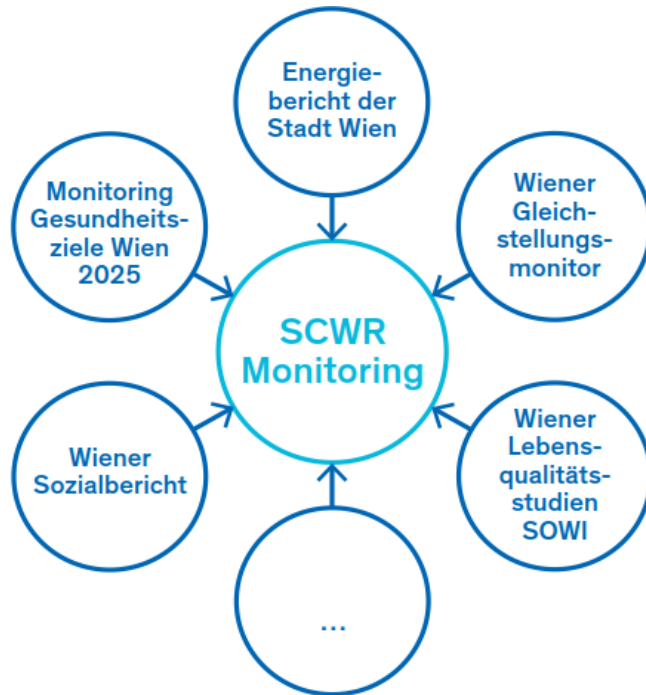 Energie-
bericht der
Stadt Wien
Monitoring
Gesundheits-
ziele Wien
2025
Wiener
Gleich-
stellungs-
monitor
SCWR
Monitoring
Wiener
Sozialbericht
Wiener
Lebens-
qualitäts-
studien
SOWI
...